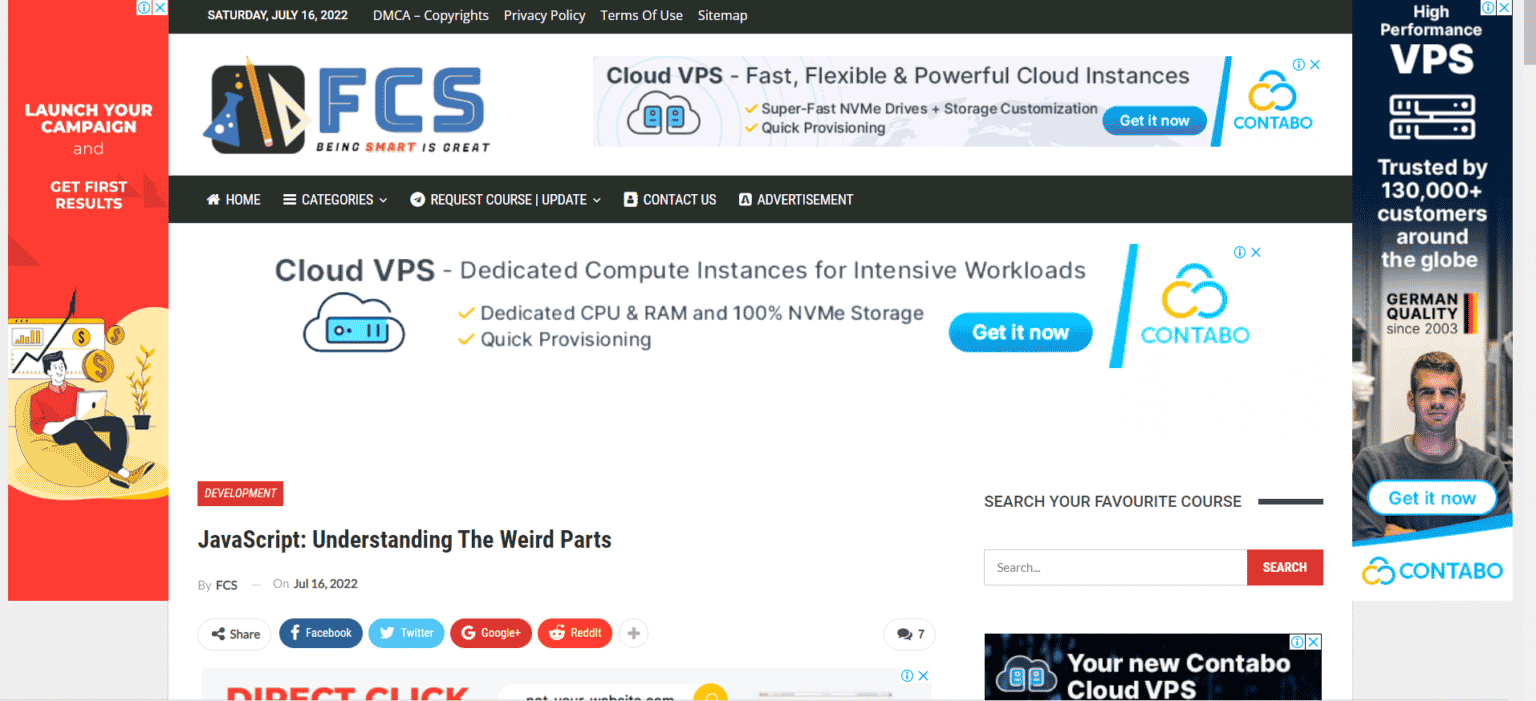 SATURDAY, JULY 16, 2022 DMCA – Copyrights Privacy Policy Terms Of Use Sitemap
FCS
BEING SMART IS GREAT
Cloud VPS - Fast, Flexible & Powerful Cloud Instances
Super-Fast NVMe Drives + Storage Customization
Quick Provisioning
Get it now
CONTABO
HOME CATEGORIES REQUEST COURSE | UPDATE CONTACT US ADVERTISEMENT
LAUNCH YOUR
CAMPAIGN
and
GET FIRST
RESULTS
Cloud VPS - Dedicated Compute Instances for Intensive Workloads
Dedicated CPU & RAM and 100% NVMe Storage
Quick Provisioning
Get it now
CONTABO
High
Performance
VPS
Trusted by
130,000+
customers
around
the globe
GERMAN
QUALITY
since 2003
Get it now
CONTABO
DEVELOPMENT
JavaScript: Understanding The Weird Parts
By FCS — On Jul 16, 2022
Share Facebook Twitter Google+ ReddIt 7
SEARCH YOUR FAVOURITE COURSE
Search... SEARCH
DIRECT CLICK
not-your-website.com
Your new Contabo
Cloud VPS